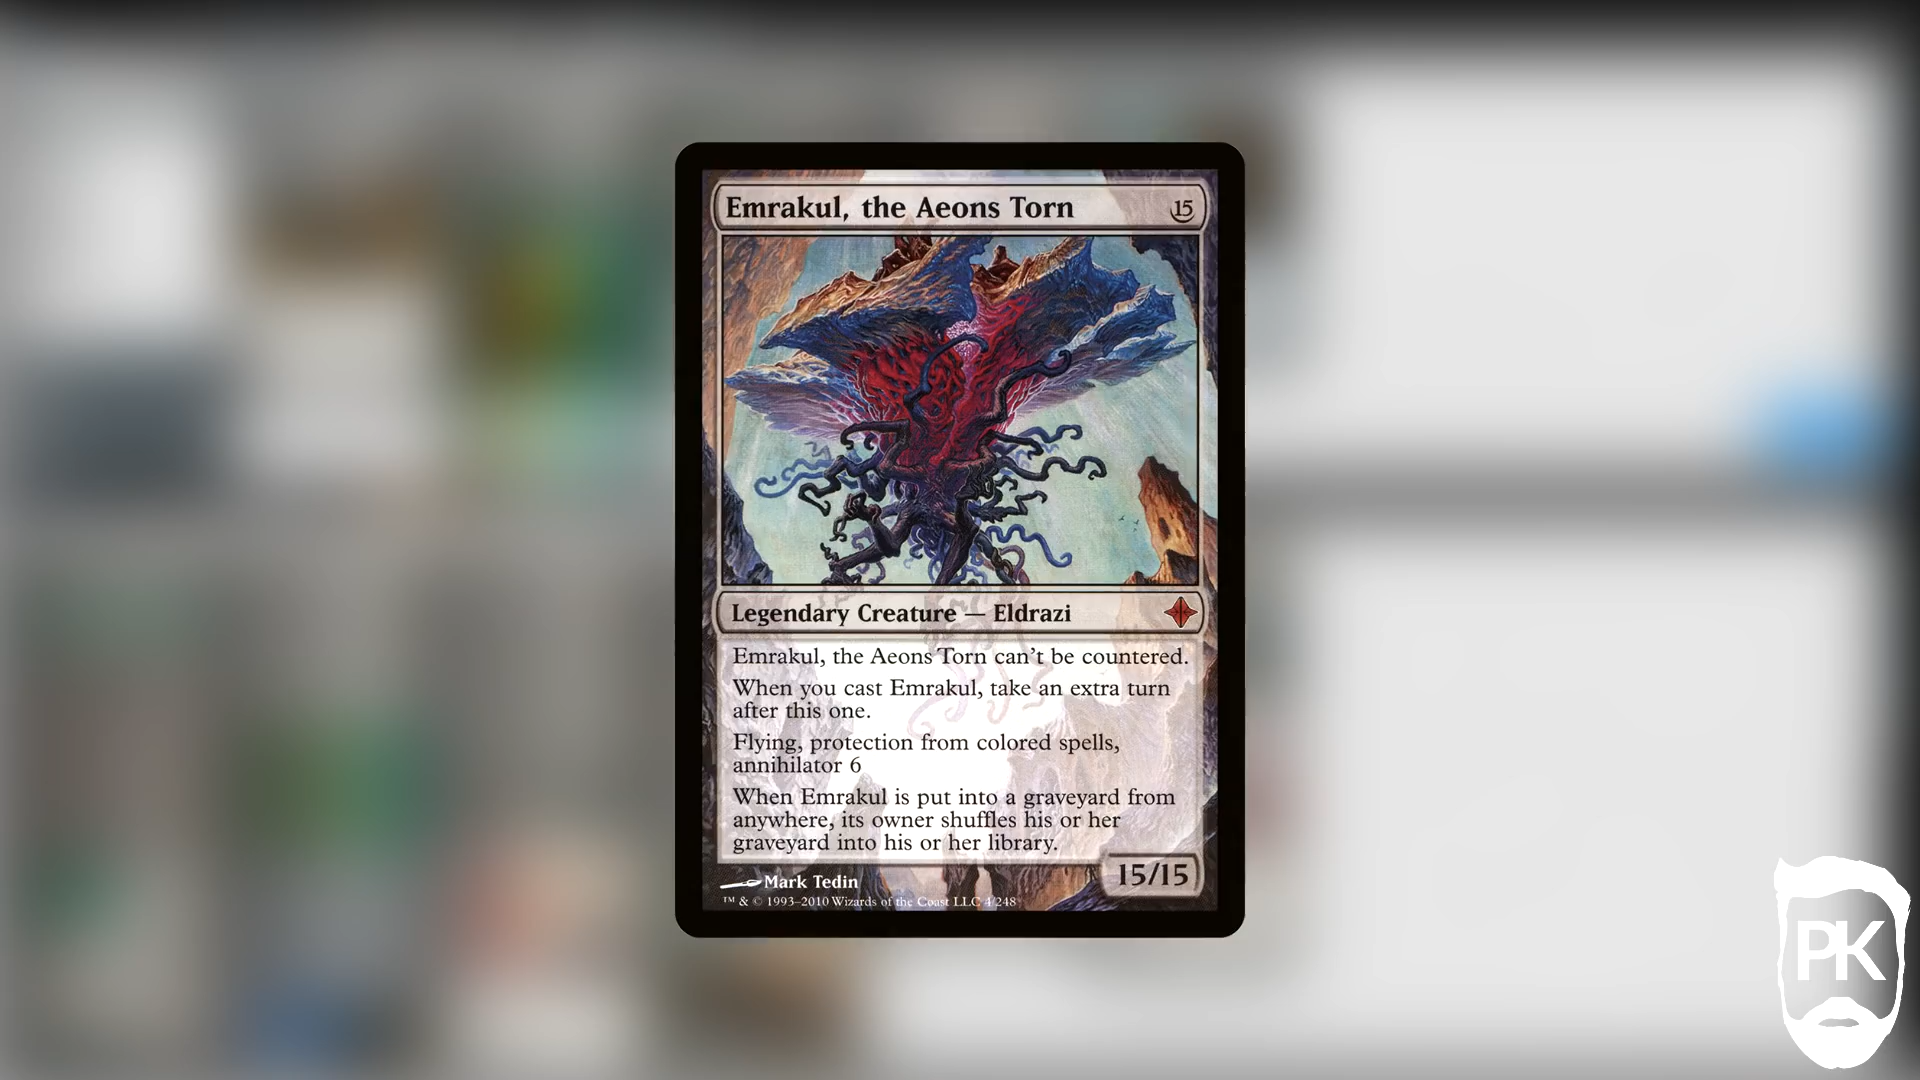 Emrakul, the Aeons Torn 15
Legendary Creature — Eldrazi
Emrakul, the Aeons Torn can't be countered.
When you cast Emrakul, take an extra turn
after this one.
Flying, protection from colored spells,
annihilator 6
When Emrakul is put into a graveyard from
anywhere, its owner shuffles his or her
graveyard into his or her library.
15/15
Mark Tedin
™ & © 1993–2010 Wizards of the Coast LLC 4/248
PK